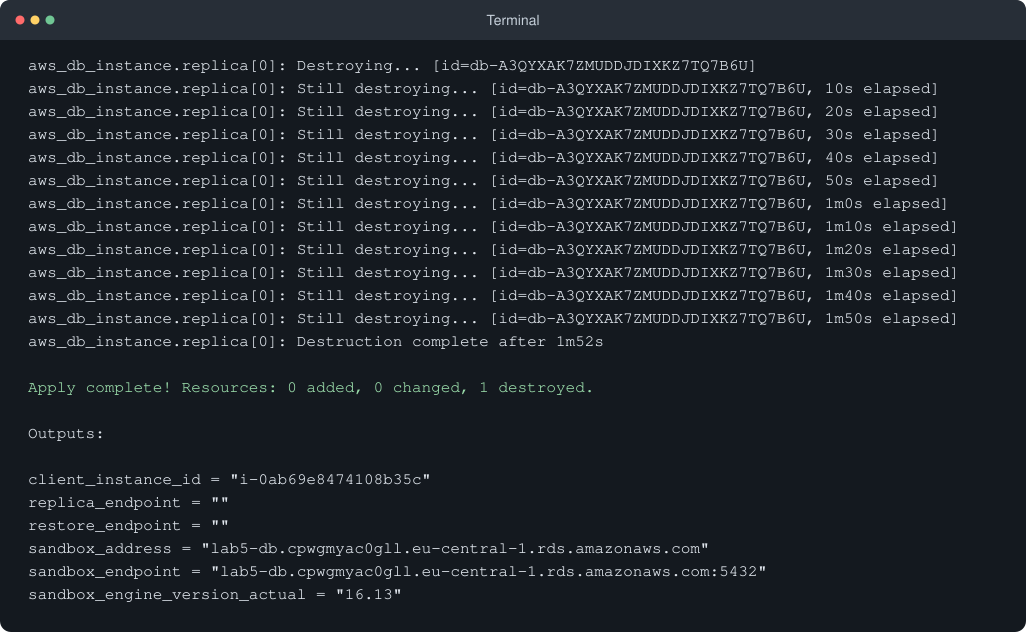 Terminal
aws_db_instance.replica[0]: Destroying... [id=db-A3QYXAK7ZMUDDJDIXKZ7TQ7B6U]
aws_db_instance.replica[0]: Still destroying... [id=db-A3QYXAK7ZMUDDJDIXKZ7TQ7B6U, 10s elapsed]
aws_db_instance.replica[0]: Still destroying... [id=db-A3QYXAK7ZMUDDJDIXKZ7TQ7B6U, 20s elapsed]
aws_db_instance.replica[0]: Still destroying... [id=db-A3QYXAK7ZMUDDJDIXKZ7TQ7B6U, 30s elapsed]
aws_db_instance.replica[0]: Still destroying... [id=db-A3QYXAK7ZMUDDJDIXKZ7TQ7B6U, 40s elapsed]
aws_db_instance.replica[0]: Still destroying... [id=db-A3QYXAK7ZMUDDJDIXKZ7TQ7B6U, 50s elapsed]
aws_db_instance.replica[0]: Still destroying... [id=db-A3QYXAK7ZMUDDJDIXKZ7TQ7B6U, 1m0s elapsed]
aws_db_instance.replica[0]: Still destroying... [id=db-A3QYXAK7ZMUDDJDIXKZ7TQ7B6U, 1m10s elapsed]
aws_db_instance.replica[0]: Still destroying... [id=db-A3QYXAK7ZMUDDJDIXKZ7TQ7B6U, 1m20s elapsed]
aws_db_instance.replica[0]: Still destroying... [id=db-A3QYXAK7ZMUDDJDIXKZ7TQ7B6U, 1m30s elapsed]
aws_db_instance.replica[0]: Still destroying... [id=db-A3QYXAK7ZMUDDJDIXKZ7TQ7B6U, 1m40s elapsed]
aws_db_instance.replica[0]: Still destroying... [id=db-A3QYXAK7ZMUDDJDIXKZ7TQ7B6U, 1m50s elapsed]
aws_db_instance.replica[0]: Destruction complete after 1m52s
Apply complete! Resources: 0 added, 0 changed, 1 destroyed.
Outputs:
client_instance_id = "i-0ab69e8474108b35c"
replica_endpoint = ""
restore_endpoint = ""
sandbox_address = "lab5-db.cpwgmyac0gll.eu-central-1.rds.amazonaws.com"
sandbox_endpoint = "lab5-db.cpwgmyac0gll.eu-central-1.rds.amazonaws.com:5432"
sandbox_engine_version_actual = "16.13"